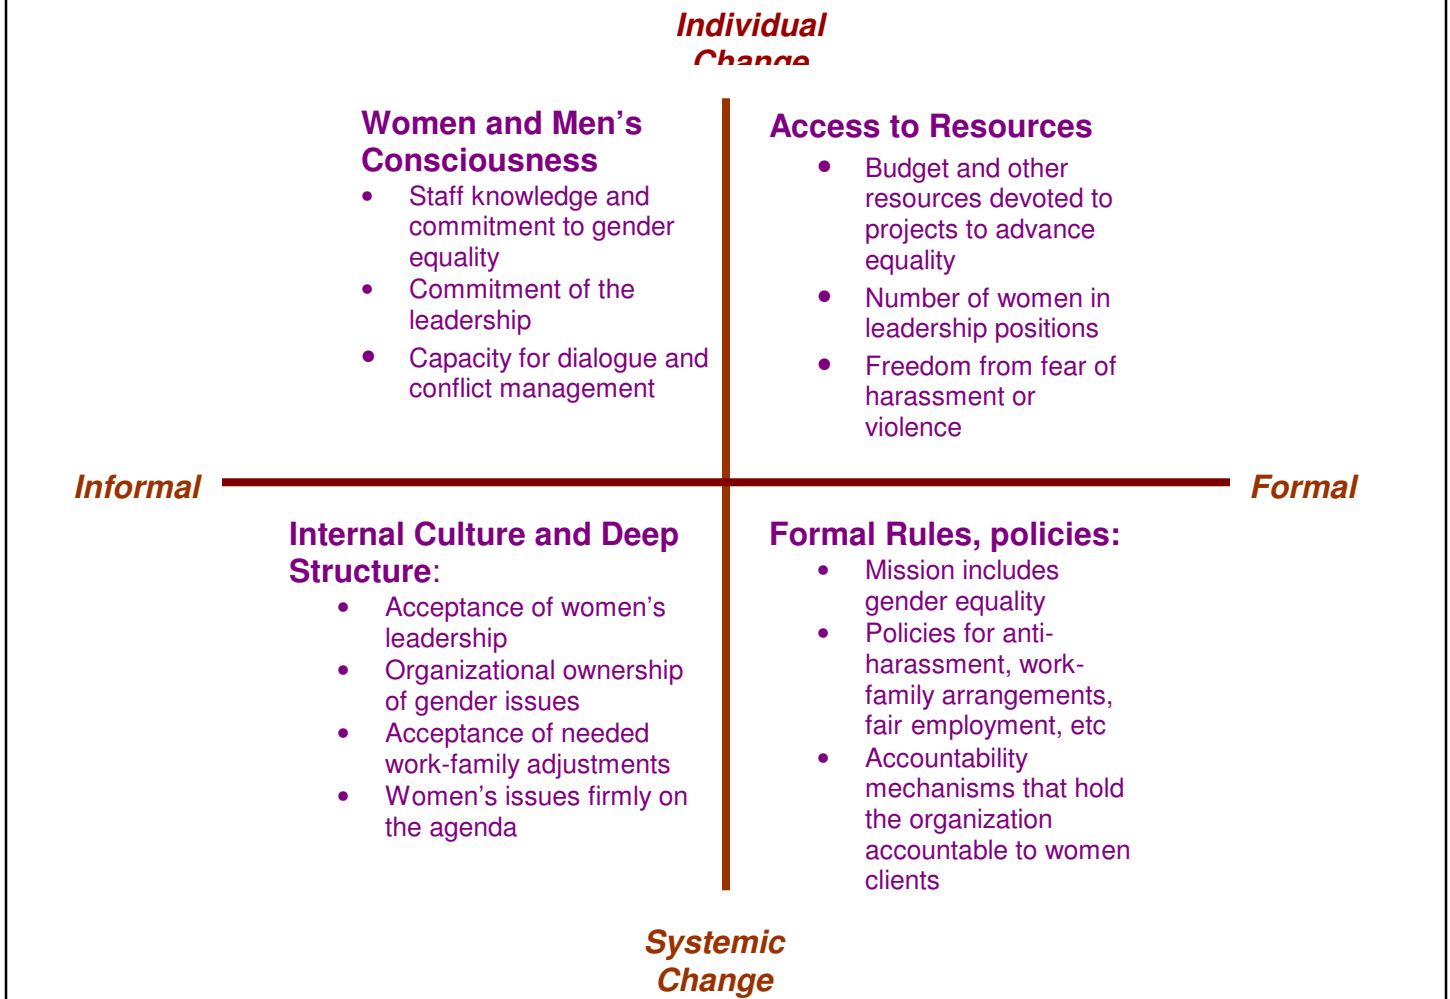 Individual
Change
Women and Men's
Consciousness
• Staff knowledge and
commitment to gender
equality
• Commitment of the
leadership
• Capacity for dialogue and
conflict management
Access to Resources
• Budget and other
resources devoted to
projects to advance
equality
• Number of women in
leadership positions
• Freedom from fear of
harassment or
violence
Informal
Formal
Internal Culture and Deep
Structure:
• Acceptance of women's
leadership
• Organizational ownership
of gender issues
• Acceptance of needed
work-family adjustments
• Women's issues firmly on
the agenda
Formal Rules, policies:
• Mission includes
gender equality
• Policies for anti-
harassment, work-
family arrangements,
fair employment, etc
• Accountability
mechanisms that hold
the organization
accountable to women
clients
Systemic
Change